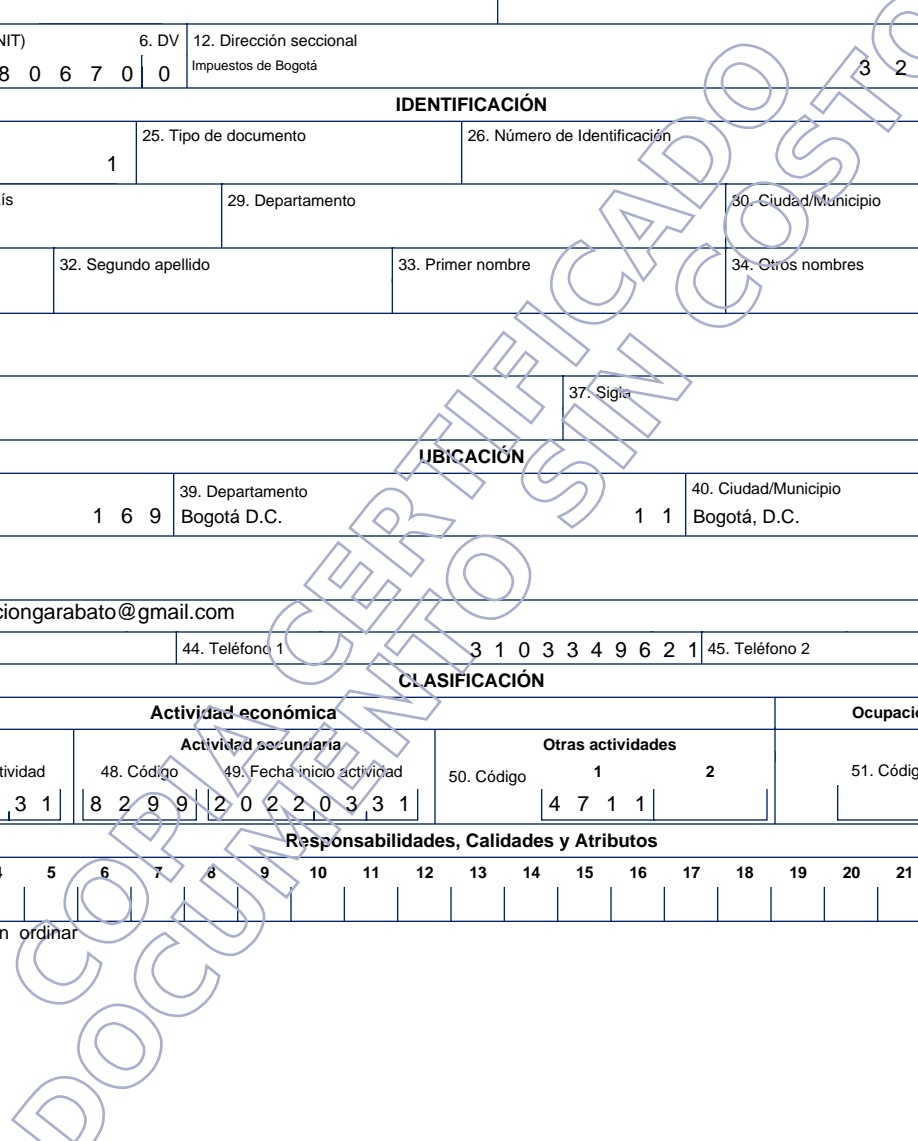 NIT) 6. DV 12. Dirección seccional
8 0 6 7 0 0 Impuestos de Bogotá 3 2
IDENTIFICACIÓN
25. Tipo de documento 26. Número de Identificación
1
ís 29. Departamento 30. Ciudad/Municipio
32. Segundo apellido 33. Primer nombre 34. Otros nombres
37. Sigla
UBICACIÓN
39. Departamento 40. Ciudad/Municipio
1 6 9 Bogotá D.C. 1 1 Bogotá, D.C.
ciongarabato@gmail.com
44. Teléfono 1 3 1 0 3 3 4 9 6 2 1 45. Teléfono 2
CLASIFICACIÓN
Actividad económica Ocupació
Actividad secundaria Otras actividades
tividad 48. Código 49. Fecha inicio actividad 50. Código 1 2 51. Códig
3 1 8 2 9 9 2 0 2 2 0 3 3 1 4 7 1 1
Responsabilidades, Calidades y Atributos
5 6 7 8 9 10 11 12 13 14 15 16 17 18 19 20 21
n ordinar
COPIA CERTIFICADO
DOCUMENTO SIN COSTO